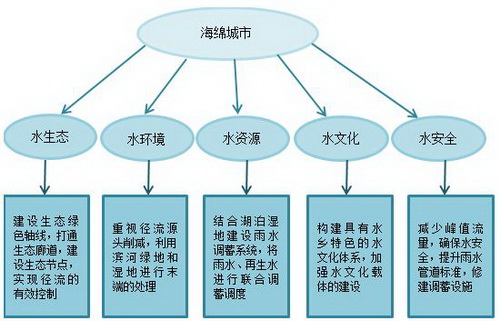 海绵城市
水生态
水环境
水资源
水文化
水安全
建设生态绿
色轴线，打通
生态廊道，建
设生态节点，
实现径流的
有效控制
重视径流源
头削减，利用
滨河绿地和
湿地进行末
端的处理
结合湖泊湿
地建设雨水
调蓄系统，将
雨水、再生水
进行联合调
蓄调度
构建具有水
乡特色的水
文化体系，加
强水文化载
体的建设
减少峰值流
量，确保水安
全，提升雨水
管道标准，修
建调蓄设施